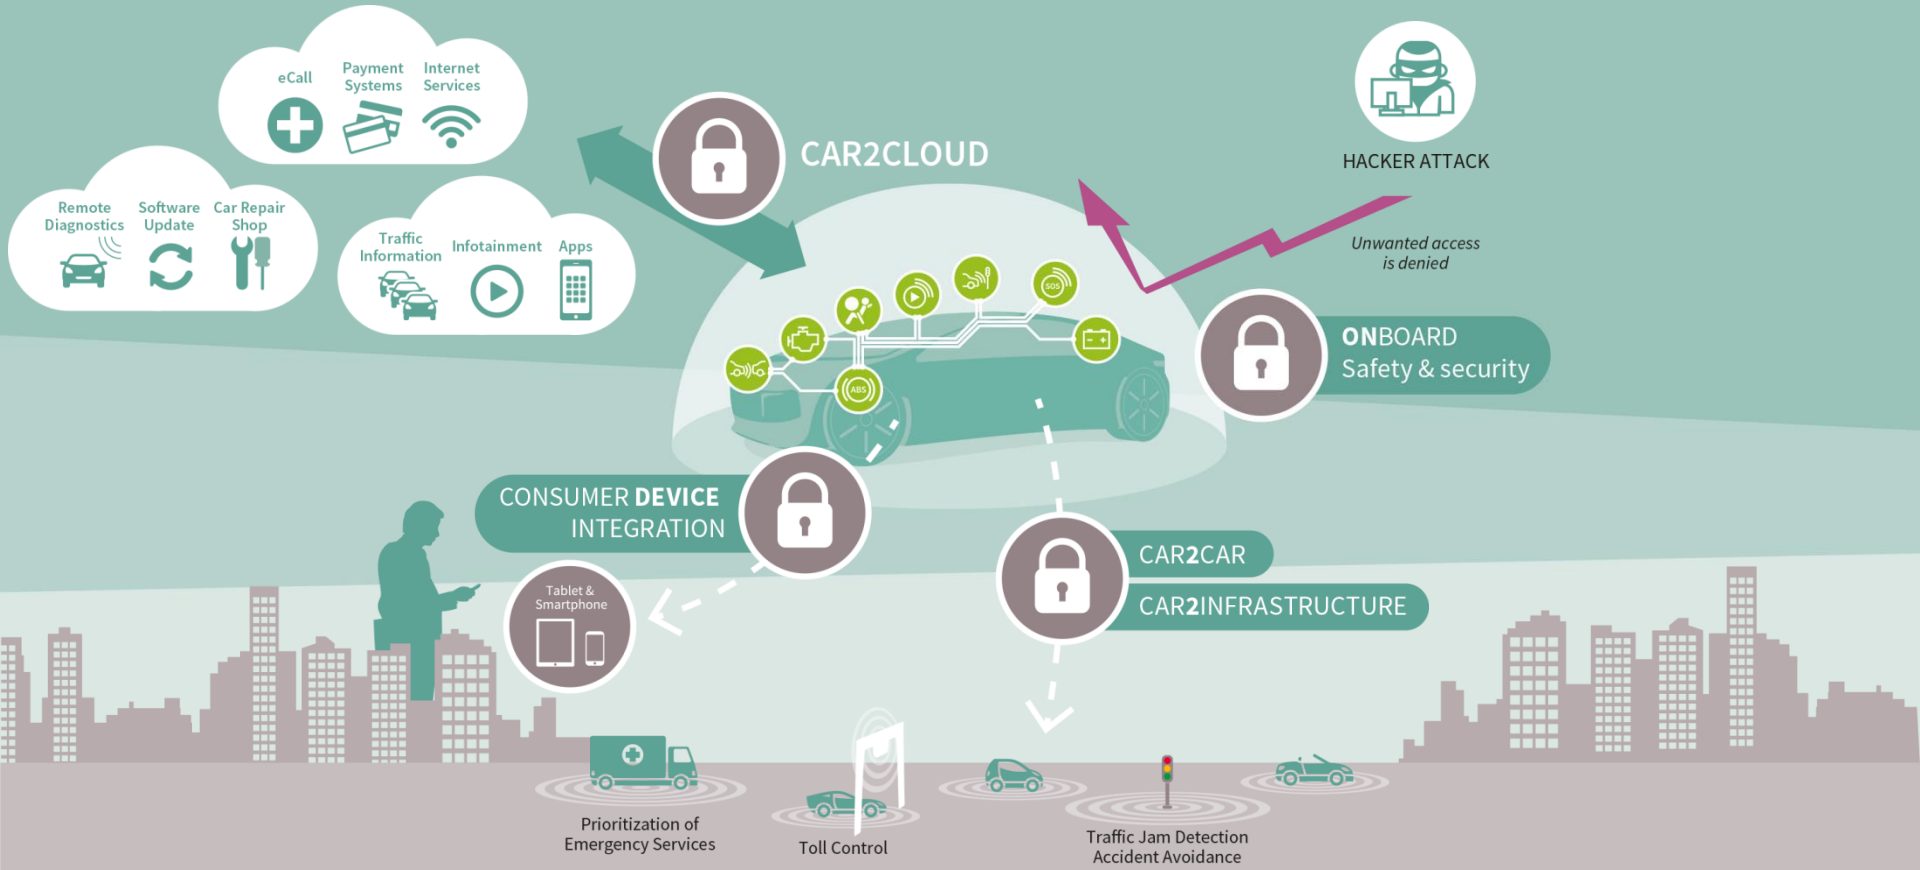 eCall
Payment
Systems
Internet
Services
CAR2CLOUD
HACKER ATTACK
Remote
Diagnostics
Software
Update
Car Repair
Shop
Traffic
Information
Infotainment
Apps
Unwanted access
is denied
SOS
ABS
ONBOARD
Safety & security
CONSUMER DEVICE
INTEGRATION
CAR2CAR
CAR2INFRASTRUCTURE
Tablet &
Smartphone
Prioritization of
Emergency Services
Toll Control
Traffic Jam Detection
Accident Avoidance